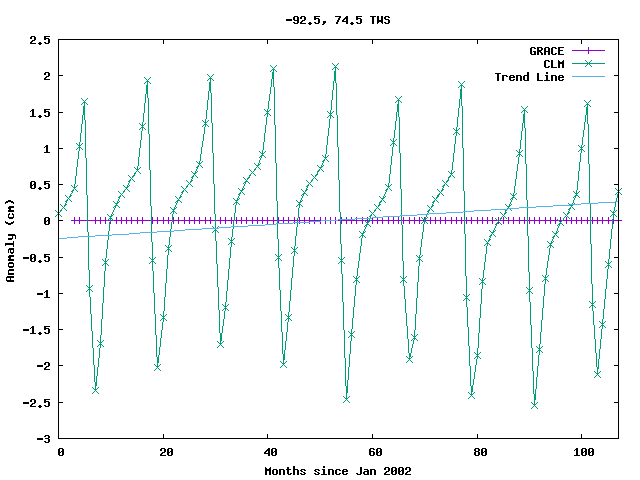 -92.5, 74.5 TWS
GRACE
CLM
Trend Line
2.5
2
1.5
1
0.5
0
-0.5
-1
-1.5
-2
-2.5
-3
Anomaly (cm)
0 20 40 60 80 100
Months since Jan 2002